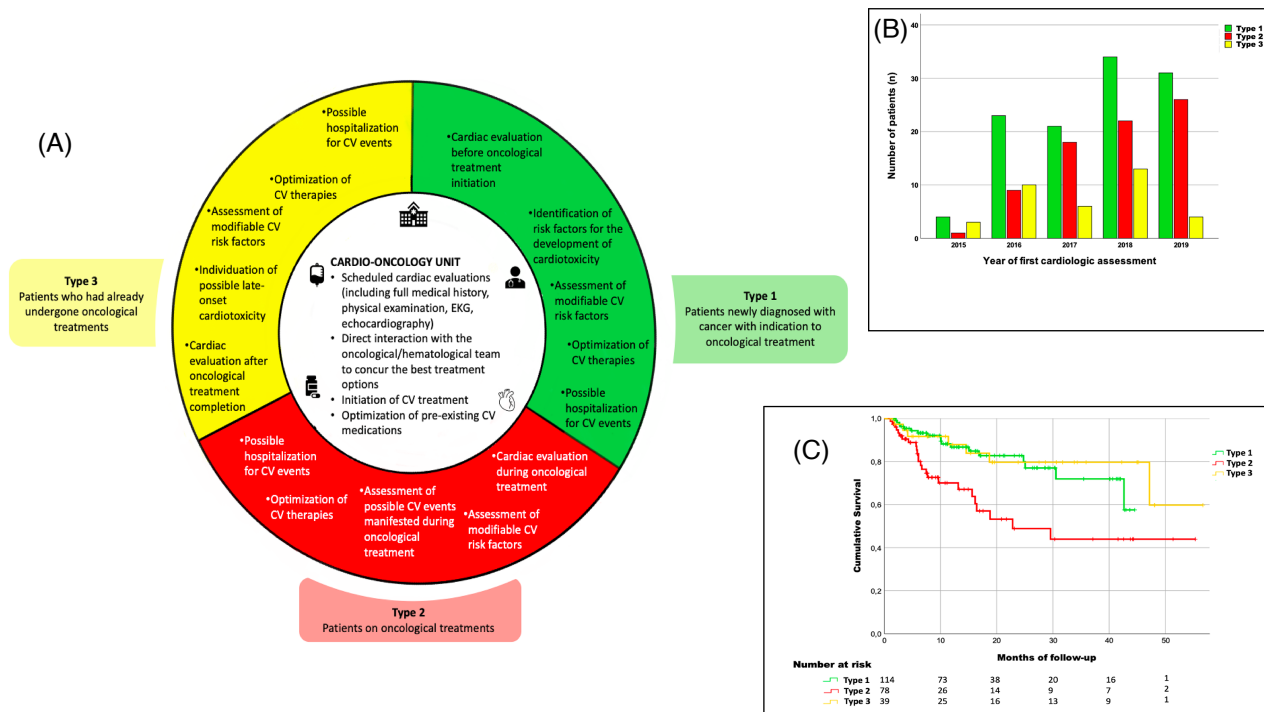 (A)
•Possible
hospitalization
for CV events
•Optimization of
CV therapies
•Assessment of
modifiable CV
risk factors
•Individuation of
possible late-
onset
cardiotoxicity
•Cardiac
evaluation after
oncological
treatment
completion
•Cardiac evaluation
before oncological
treatment
initiation
•Identification of
risk factors for the
development of
cardiotoxicity
•Assessment of
modifiable CV
risk factors
•Optimization of
CV therapies
•Possible
hospitalization
for CV events
CARDIO-ONCOLOGY UNIT
• Scheduled cardiac evaluations
(including full medical history,
physical examination, EKG,
echocardiography)
• Direct interaction with the
oncological/hematological team
to concur the best treatment
options
• Initiation of CV treatment
• Optimization of pre-existing CV
medications
•Possible
hospitalization
for CV events
•Optimization of
CV therapies
•Assessment of
possible CV events
manifested during
oncological
treatment
•Cardiac evaluation
during oncological
treatment
•Assessment of
modifiable CV
risk factors
Type 3
Patients who had already
undergone oncological
treatments
Type 1
Patients newly diagnosed with
cancer with indication to
oncological treatment
Type 2
Patients on oncological treatments
(B)
Number of patients (n)
40
30
20
10
0
2015 2016 2017 2018 2019
Year of first cardiologic assessment
Type 1
Type 2
Type 3
(C)
Cumulative Survival
1,0
0,8
0,6
0,4
0,2
0,0
0 10 20 30 40 50
Months of follow-up
Type 1
Type 2
Type 3
Number at risk
Type 1 114 73 38 20 16 1
Type 2 78 26 14 9 7 2
Type 3 39 25 16 13 9 1